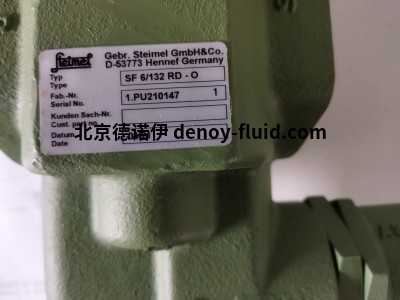 Steimel
Gebr. Steimel GmbH&Co.
D-53773 Hennef Germany
Typ
Type
SF 6/132 RD - O
Fab.-Nr.
Serial No.
1.PU210147
1
Kunden Sach-Nr.
Cust. part no.
Datum
Date
北京德诺伊 denoy-fluid.com